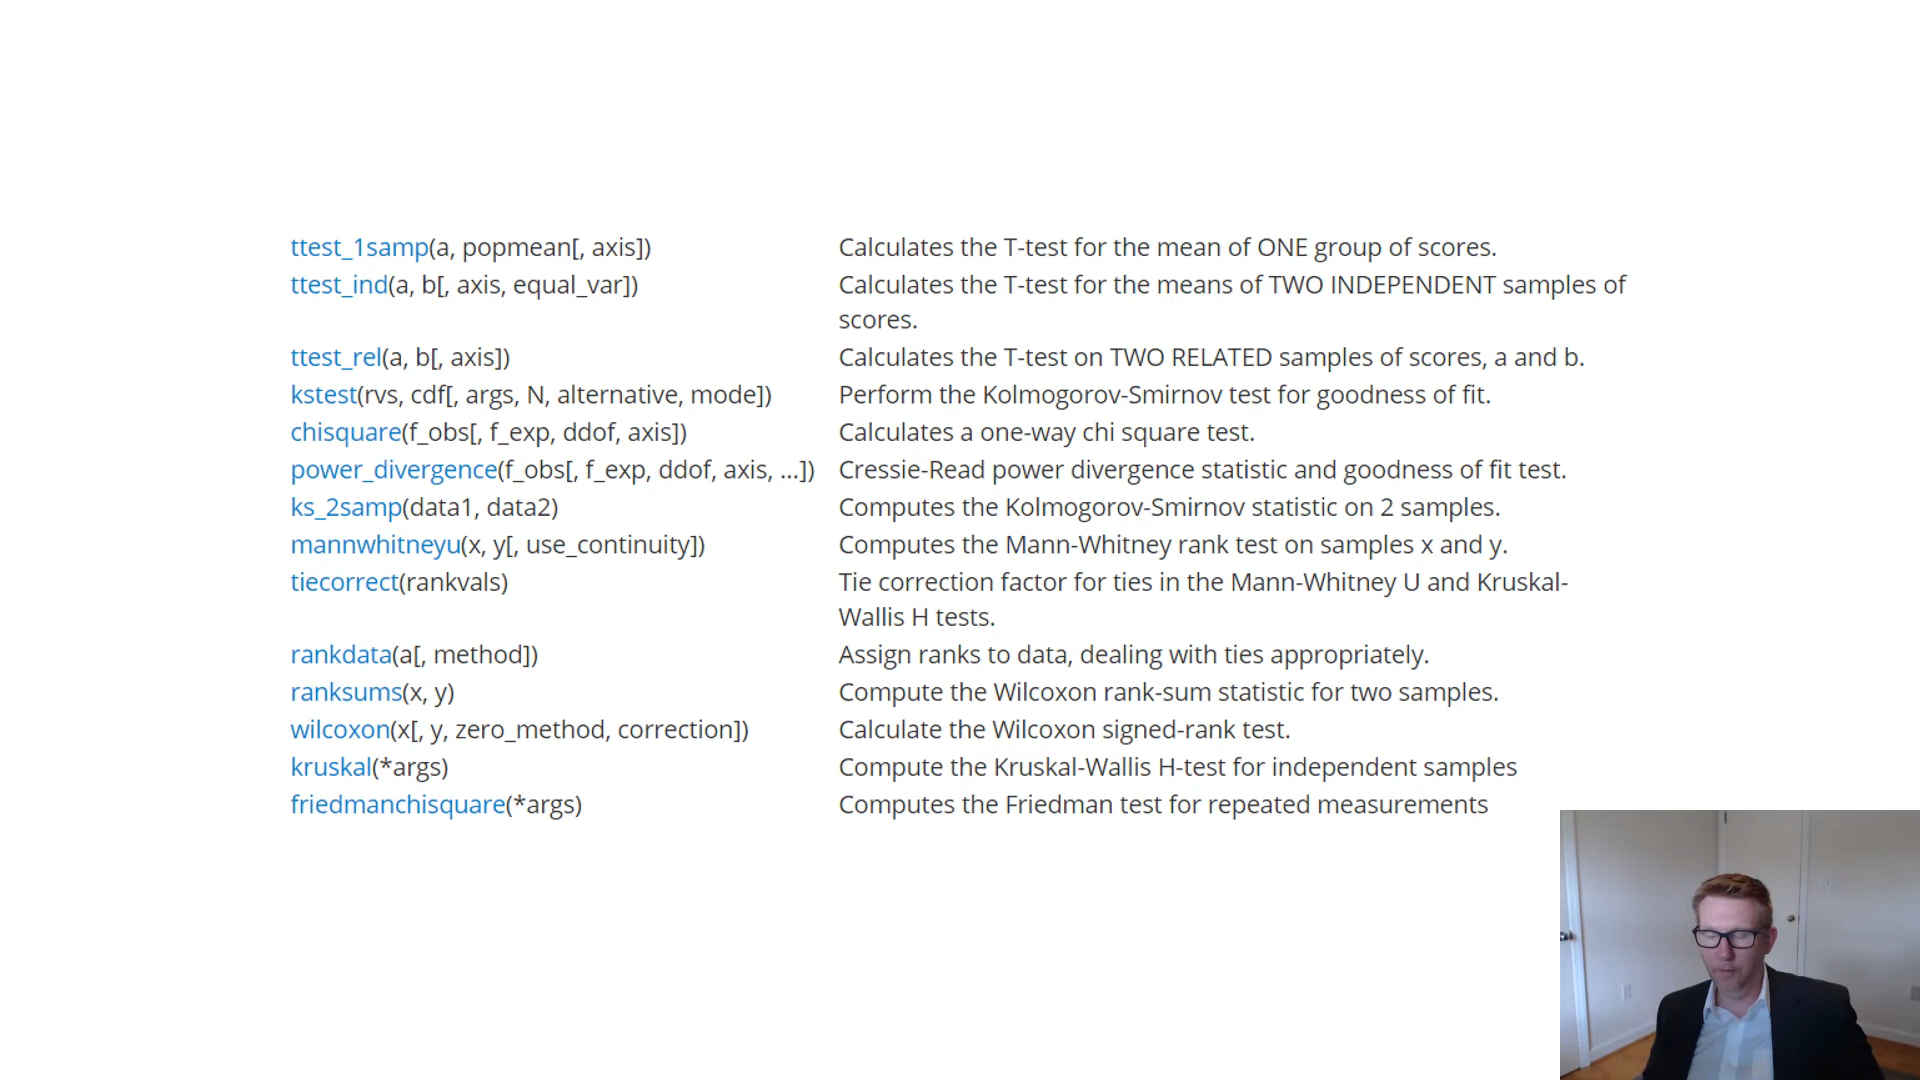 ttest_1samp(a, popmean[, axis]) Calculates the T-test for the mean of ONE group of scores.
ttest_ind(a, b[, axis, equal_var]) Calculates the T-test for the means of TWO INDEPENDENT samples of
scores.
ttest_rel(a, b[, axis]) Calculates the T-test on TWO RELATED samples of scores, a and b.
kstest(rvs, cdf[, args, N, alternative, mode]) Perform the Kolmogorov-Smirnov test for goodness of fit.
chisquare(f_obs[, f_exp, ddof, axis]) Calculates a one-way chi square test.
power_divergence(f_obs[, f_exp, ddof, axis, ...]) Cressie-Read power divergence statistic and goodness of fit test.
ks_2samp(data1, data2) Computes the Kolmogorov-Smirnov statistic on 2 samples.
mannwhitneyu(x, y[, use_continuity]) Computes the Mann-Whitney rank test on samples x and y.
tiecorrect(rankvals) Tie correction factor for ties in the Mann-Whitney U and Kruskal-
Wallis H tests.
rankdata(a[, method]) Assign ranks to data, dealing with ties appropriately.
ranksums(x, y) Compute the Wilcoxon rank-sum statistic for two samples.
wilcoxon(x[, y, zero_method, correction]) Calculate the Wilcoxon signed-rank test.
kruskal(*args) Compute the Kruskal-Wallis H-test for independent samples
friedmanchisquare(*args) Computes the Friedman test for repeated measurements